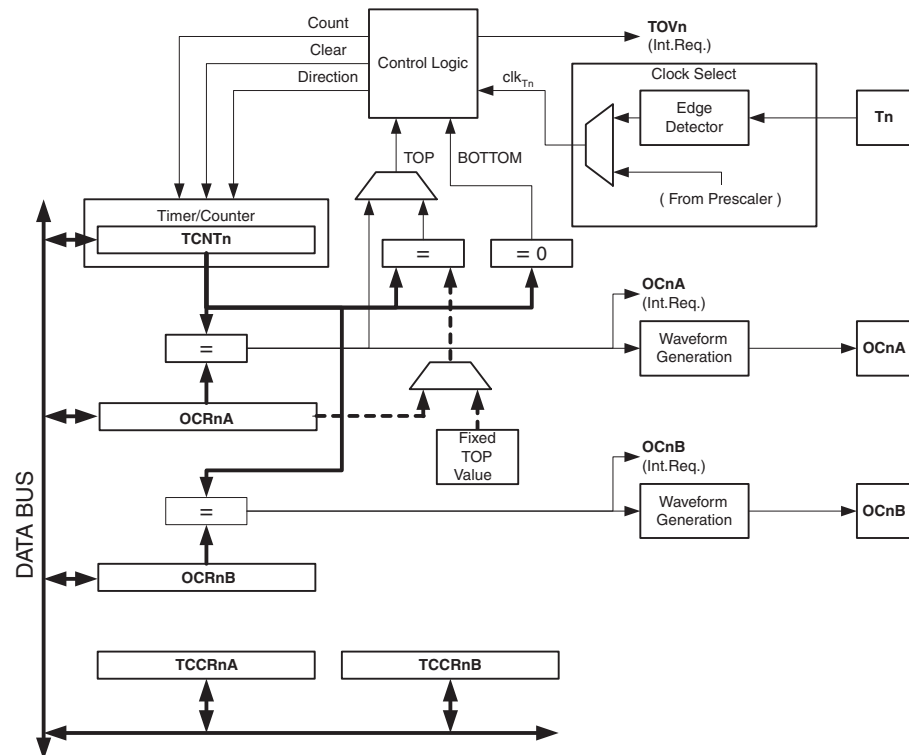 Count
Clear
Direction
Control Logic
TOVn
(Int.Req.)
clkTn
Clock Select
Edge
Detector
Tn
( From Prescaler )
TOP
BOTTOM
Timer/Counter
TCNTn
=
= 0
OCnA
(Int.Req.)
=
Waveform
Generation
OCnA
OCRnA
Fixed
TOP
Value
OCnB
(Int.Req.)
=
Waveform
Generation
OCnB
OCRnB
DATA BUS
TCCRnA
TCCRnB